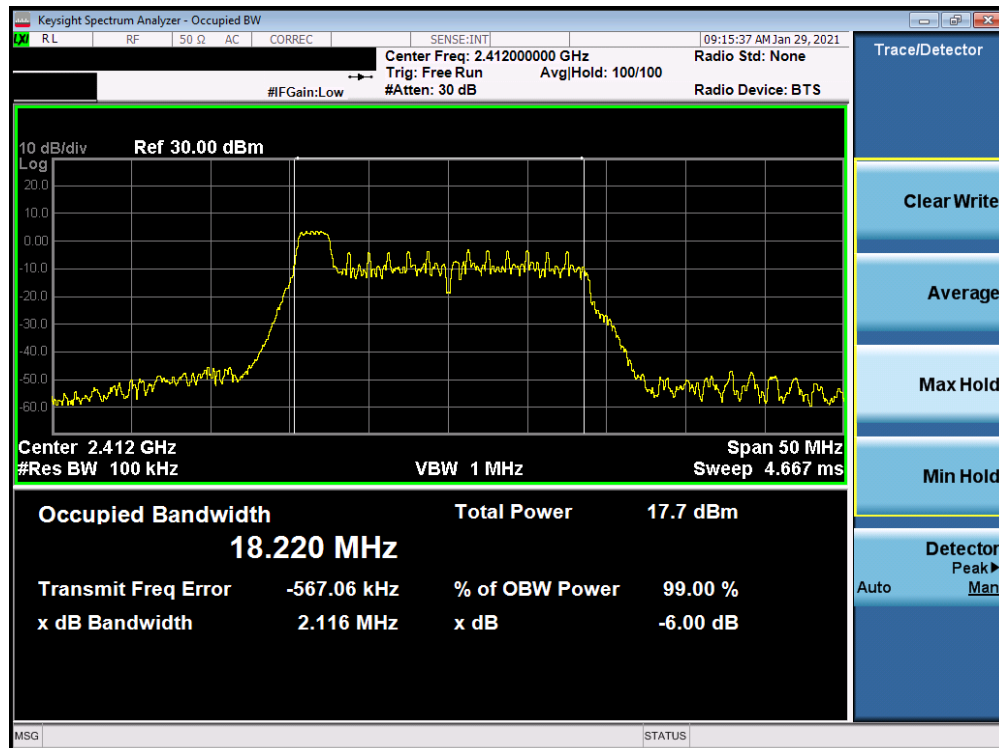 Keysight Spectrum Analyzer - Occupied BW
LXI RL RF 50 Ω AC CORREC SENSE:INT 09:15:37 AM Jan 29, 2021
Center Freq: 2.412000000 GHz Radio Std: None
Trig: Free Run Avg|Hold: 100/100
#IFGain:Low #Atten: 30 dB Radio Device: BTS
10 dB/div Ref 30.00 dBm
Log
20.0
10.0
0.00
-10.0
-20.0
-30.0
-40.0
-50.0
-60.0
Center 2.412 GHz Span 50 MHz
#Res BW 100 kHz VBW 1 MHz Sweep 4.667 ms
Occupied Bandwidth Total Power 17.7 dBm
18.220 MHz
Transmit Freq Error -567.06 kHz % of OBW Power 99.00 %
x dB Bandwidth 2.116 MHz x dB -6.00 dB
MSG STATUS
Trace/Detector
Clear Write
Average
Max Hold
Min Hold
Detector
Peak▶
Auto Man